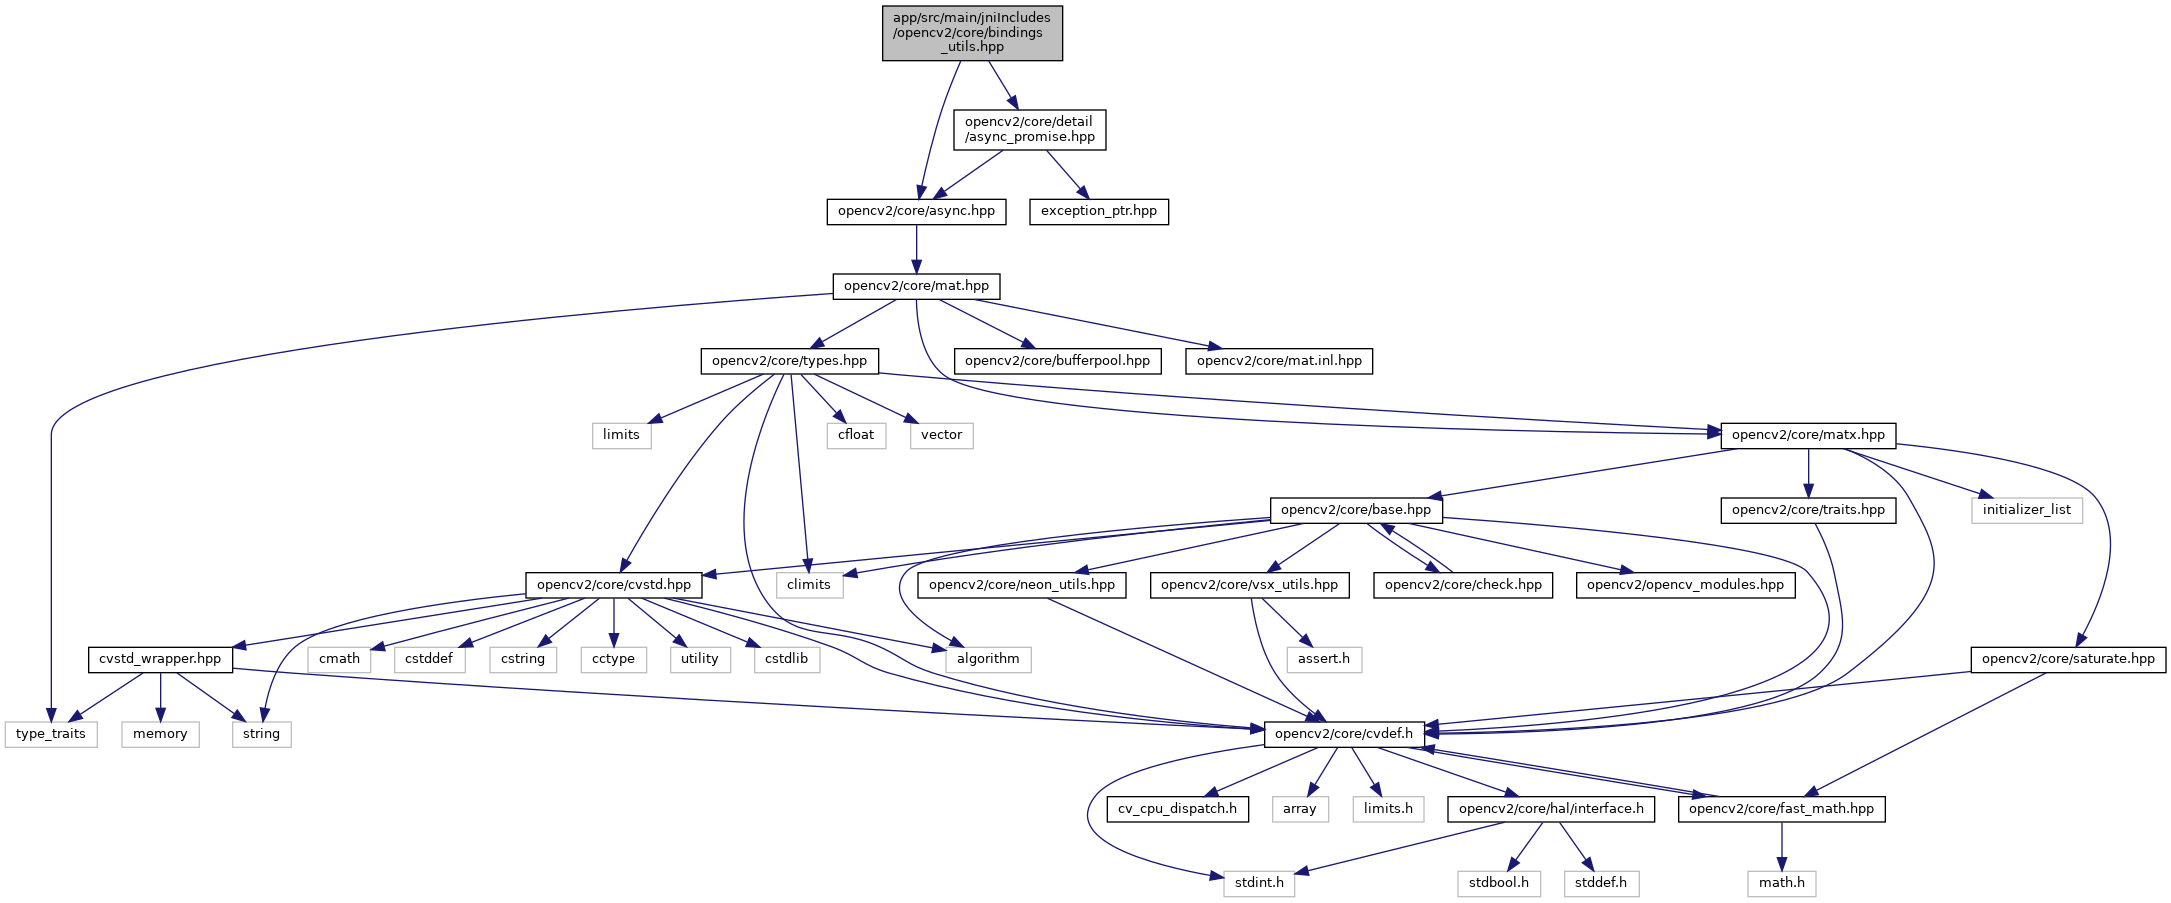 app/src/main/jniIncludes
/opencv2/core/bindings
_utils.hpp
opencv2/core/detail
/async_promise.hpp
opencv2/core/async.hpp
exception_ptr.hpp
opencv2/core/mat.hpp
opencv2/core/types.hpp
opencv2/core/bufferpool.hpp
opencv2/core/mat.inl.hpp
limits
cfloat
vector
opencv2/core/matx.hpp
opencv2/core/base.hpp
opencv2/core/traits.hpp
initializer_list
opencv2/core/cvstd.hpp
climits
opencv2/core/neon_utils.hpp
opencv2/core/vsx_utils.hpp
opencv2/core/check.hpp
opencv2/opencv_modules.hpp
cvstd_wrapper.hpp
cmath
cstddef
cstring
cctype
utility
cstdlib
algorithm
assert.h
opencv2/core/saturate.hpp
type_traits
memory
string
opencv2/core/cvdef.h
cv_cpu_dispatch.h
array
limits.h
opencv2/core/hal/interface.h
opencv2/core/fast_math.hpp
stdint.h
stdbool.h
stddef.h
math.h